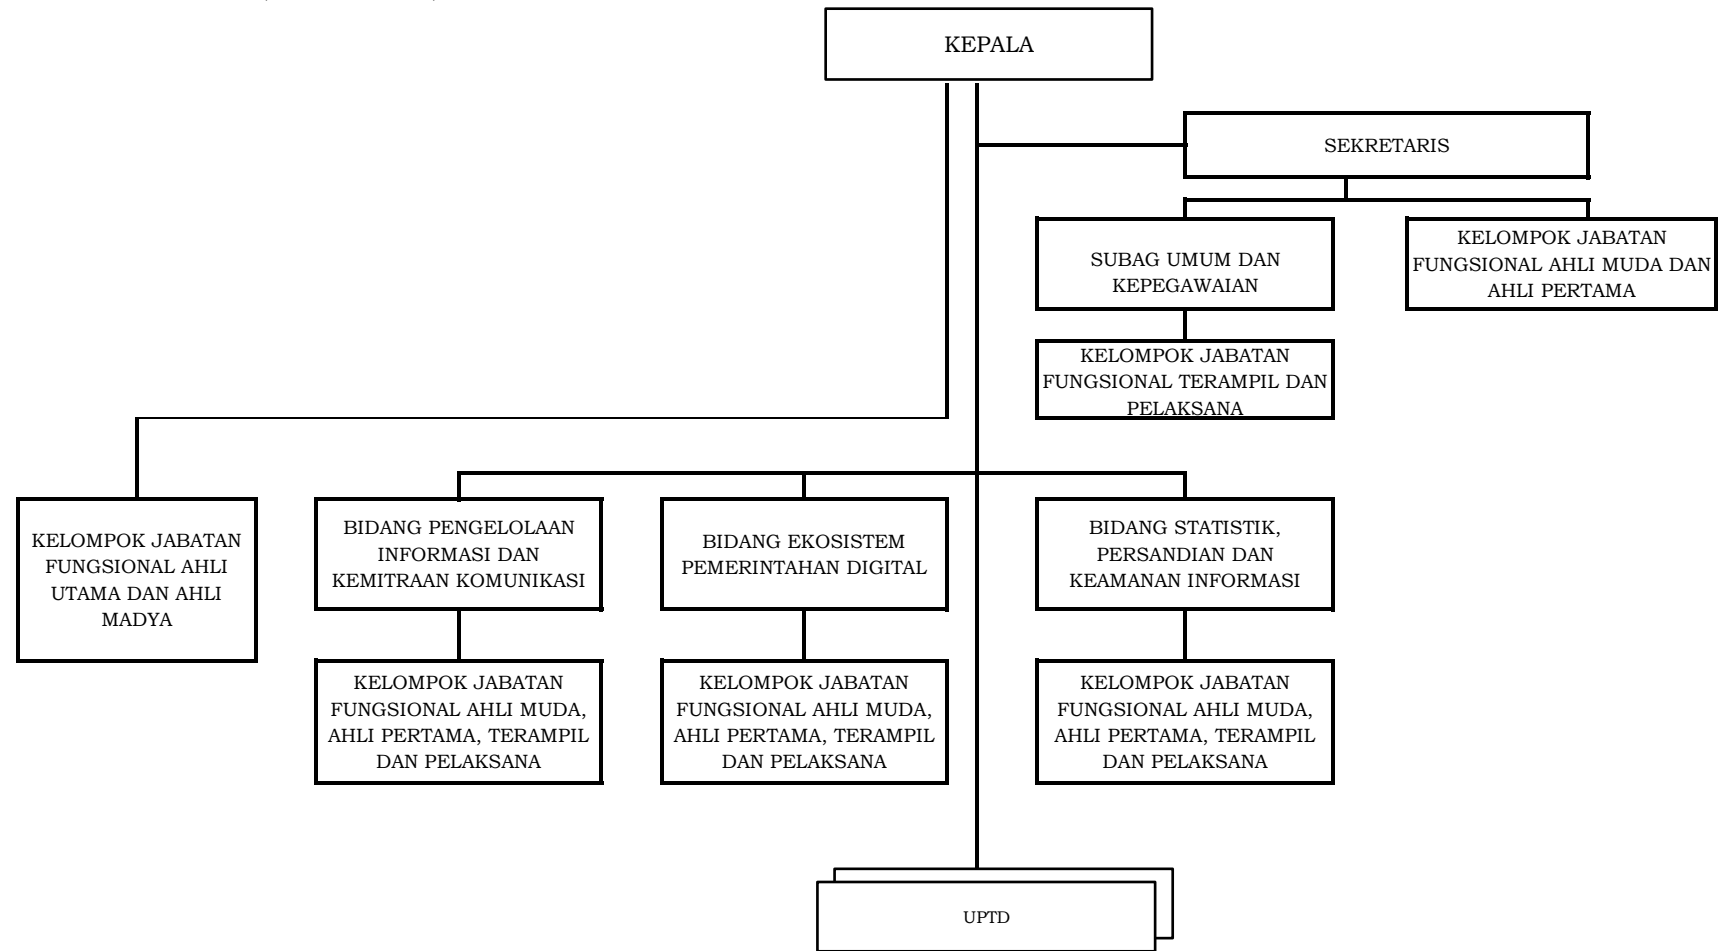 KEPALA
SEKRETARIS
SUBAG UMUM DAN
KEPEGAWAIAN
KELOMPOK JABATAN
FUNGSIONAL AHLI MUDA DAN
AHLI PERTAMA
KELOMPOK JABATAN
FUNGSIONAL TERAMPIL DAN
PELAKSANA
KELOMPOK JABATAN
FUNGSIONAL AHLI
UTAMA DAN AHLI
MADYA
BIDANG PENGELOLAAN
INFORMASI DAN
KEMITRAAN KOMUNIKASI
BIDANG EKOSISTEM
PEMERINTAHAN DIGITAL
BIDANG STATISTIK,
PERSANDIAN DAN
KEAMANAN INFORMASI
KELOMPOK JABATAN
FUNGSIONAL AHLI MUDA,
AHLI PERTAMA, TERAMPIL
DAN PELAKSANA
KELOMPOK JABATAN
FUNGSIONAL AHLI MUDA,
AHLI PERTAMA, TERAMPIL
DAN PELAKSANA
KELOMPOK JABATAN
FUNGSIONAL AHLI MUDA,
AHLI PERTAMA, TERAMPIL
DAN PELAKSANA
UPTD